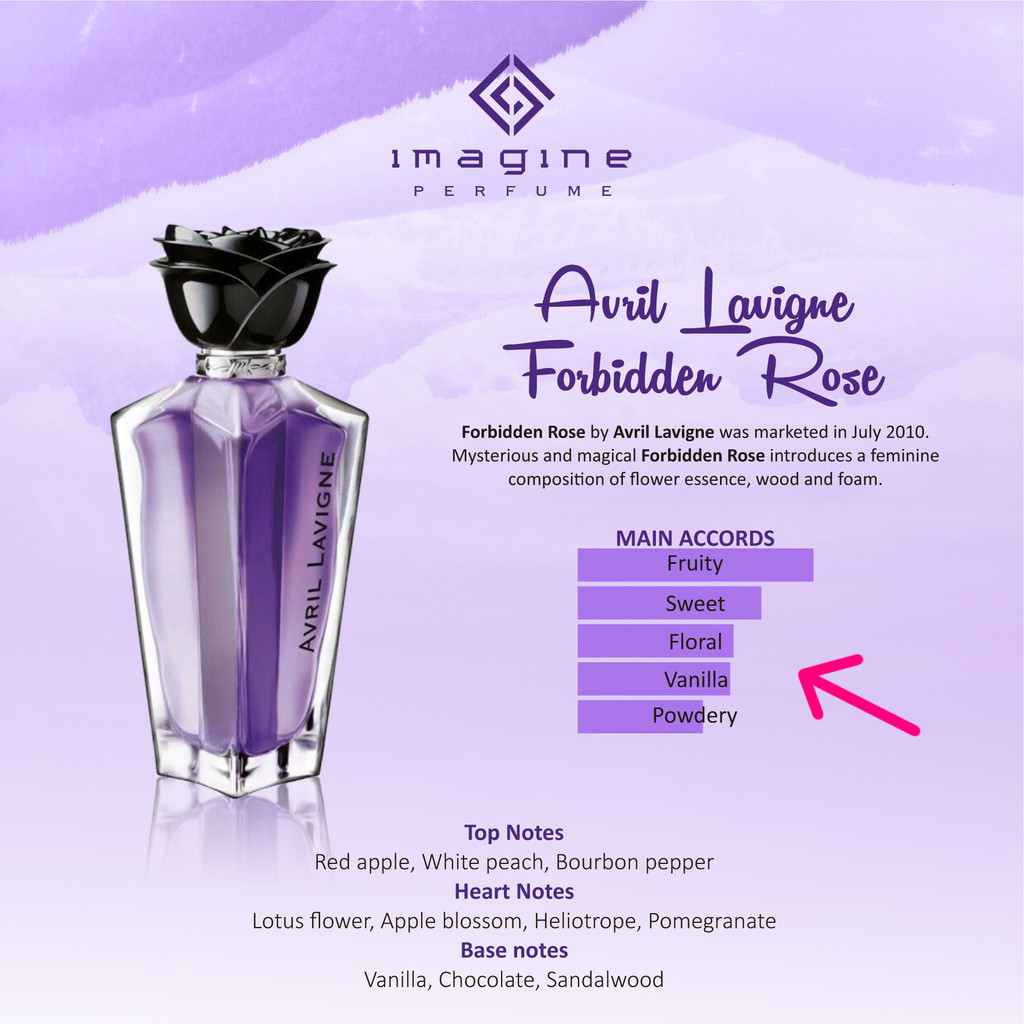 imagine
PERFUME
Avril Lavigne
Forbidden Rose
Forbidden Rose by Avril Lavigne was marketed in July 2010.
Mysterious and magical Forbidden Rose introduces a feminine
composition of flower essence, wood and foam.
AVRIL LAVIGNE
MAIN ACCORDS
Fruity
Sweet
Floral
Vanilla
Powdery
Top Notes
Red apple, White peach, Bourbon pepper
Heart Notes
Lotus flower, Apple blossom, Heliotrope, Pomegranate
Base notes
Vanilla, Chocolate, Sandalwood